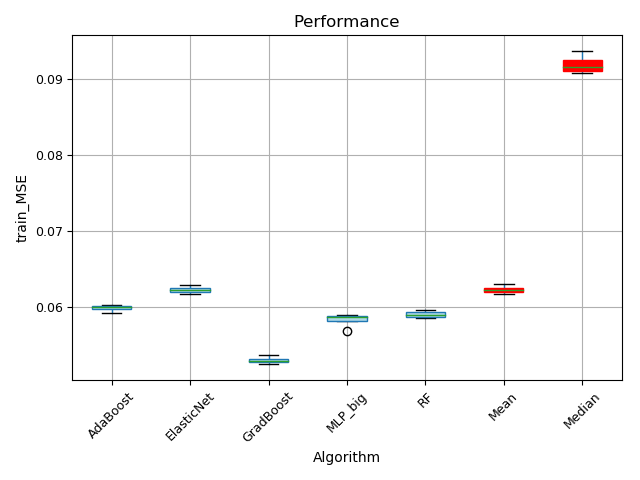 Performance
train_MSE
0.09
0.08
0.07
0.06
AdaBoost
ElasticNet
GradBoost
MLP_big
RF
Mean
Median
Algorithm